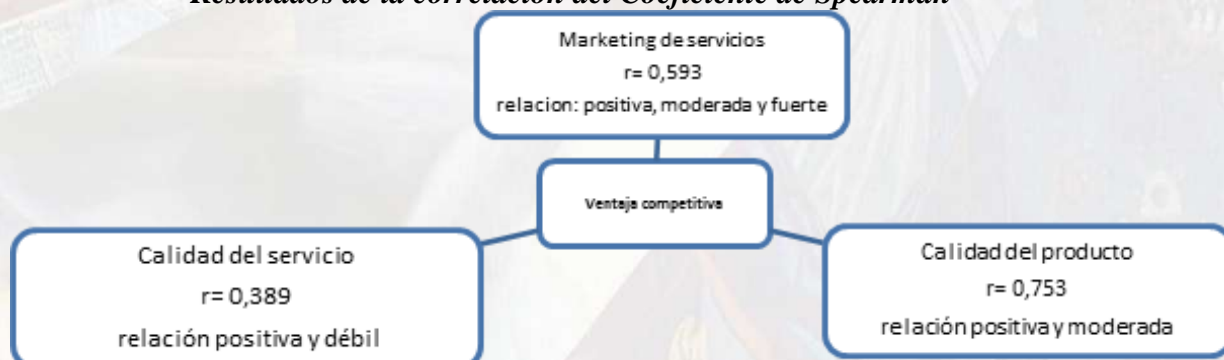 Resultados de la correlación del Coeficiente de Spearman
Marketing de servicios
r= 0,593
relacion: positiva, moderada y fuerte
Ventaja competitiva
Calidad del servicio
r= 0,389
relación positiva y débil
Calidad del producto
r= 0,753
relación positiva y moderada